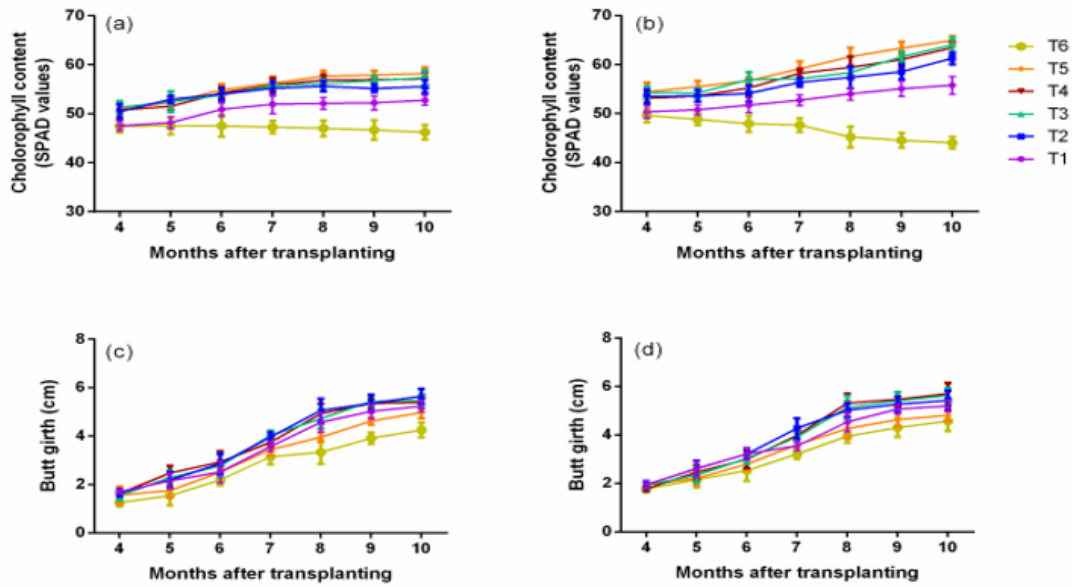 (a)
Cholorophyll content
(SPAD values)
70
60
50
40
30
4 5 6 7 8 9 10
Months after transplanting
(b)
Cholorophyll content
(SPAD values)
70
60
50
40
30
4 5 6 7 8 9 10
Months after transplanting
T6
T5
T4
T3
T2
T1
(c)
Butt girth (cm)
8
6
4
2
0
4 5 6 7 8 9 10
Months after transplanting
(d)
Butt girth (cm)
8
6
4
2
0
4 5 6 7 8 9 10
Months after transplanting